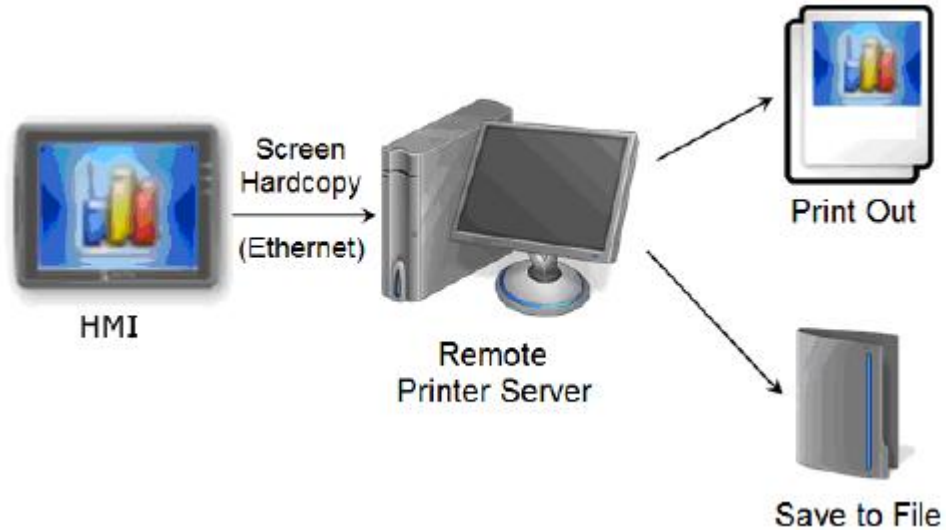 Screen
Hardcopy
(Ethernet)
HMI
Remote
Printer Server
Print Out
Save to File